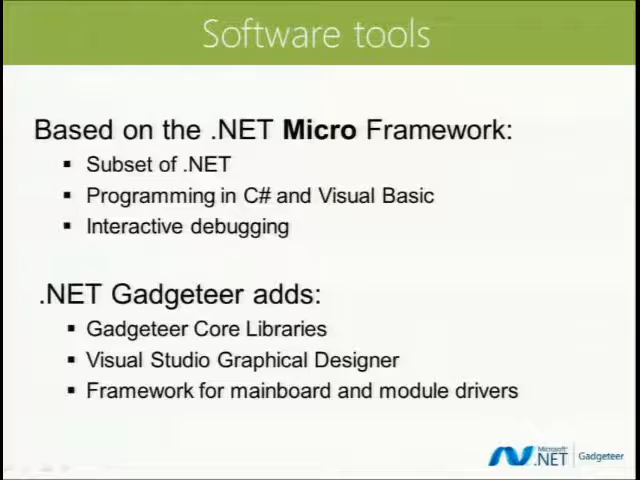 Software tools
Based on the .NET Micro Framework:
▪ Subset of .NET
▪ Programming in C# and Visual Basic
▪ Interactive debugging
.NET Gadgeteer adds:
▪ Gadgeteer Core Libraries
▪ Visual Studio Graphical Designer
▪ Framework for mainboard and module drivers
Microsoft
.NET Gadgeteer